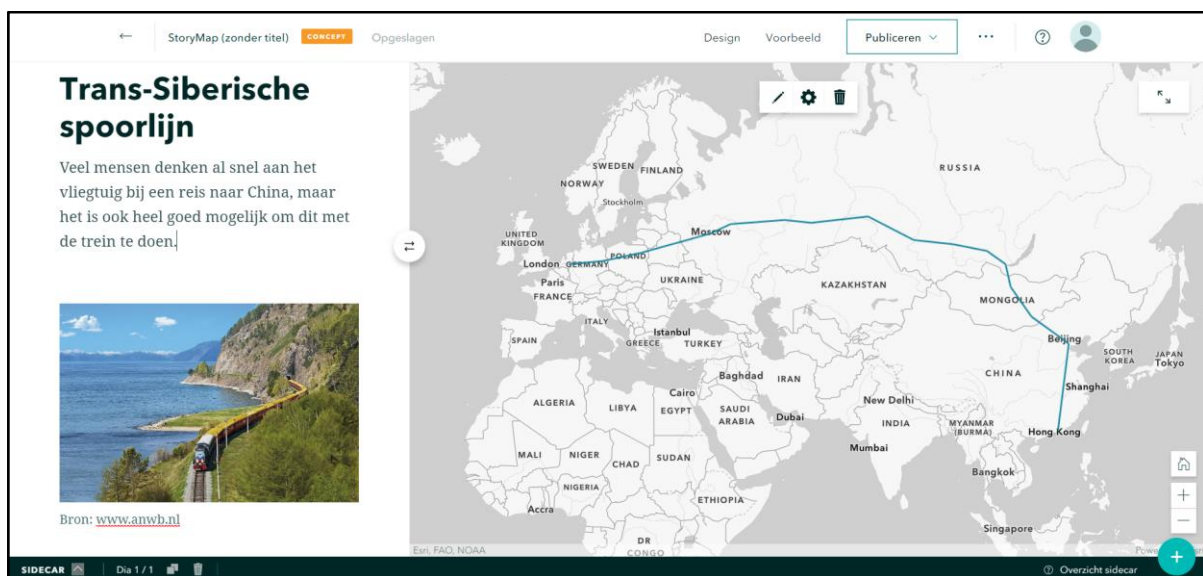 StoryMap (zonder titel) CONCEPT Opgeslagen Design Voorbeeld Publiceren
Trans-Siberische
spoorlijn
Veel mensen denken al snel aan het
vliegtuig bij een reis naar China, maar
het is ook heel goed mogelijk om dit met
de trein te doen.
Bron: www.anwb.nl
SWEDEN
FINLAND
NORWAY
RUSSIA
Stockholm
UNITED
KINGDOM
Moscow
London
GERMANY
POLAND
Paris
FRANCE
UKRAINE
KAZAKHSTAN
MONGOLIA
ITALY
SPAIN
GREECE
Istanbul
TURKEY
Beijing
SOUTH
KOREA
JAPAN
Tokyo
Baghdad
IRAN
CHINA
Shanghai
ALGERIA
LIBYA
Cairo
EGYPT
SAUDI
ARABIA
Dubai
New Delhi
INDIA
MYANMAR
(BURMA)
Hong Kong
Mumbai
MALI
NIGER
CHAD
SUDAN
Bangkok
NIGERIA
Accra
ETHIOPIA
Singapore
DR
CONGO
Esri, FAO, NOAA
SIDECAR Dia 1 / 1 Overzicht sidecar